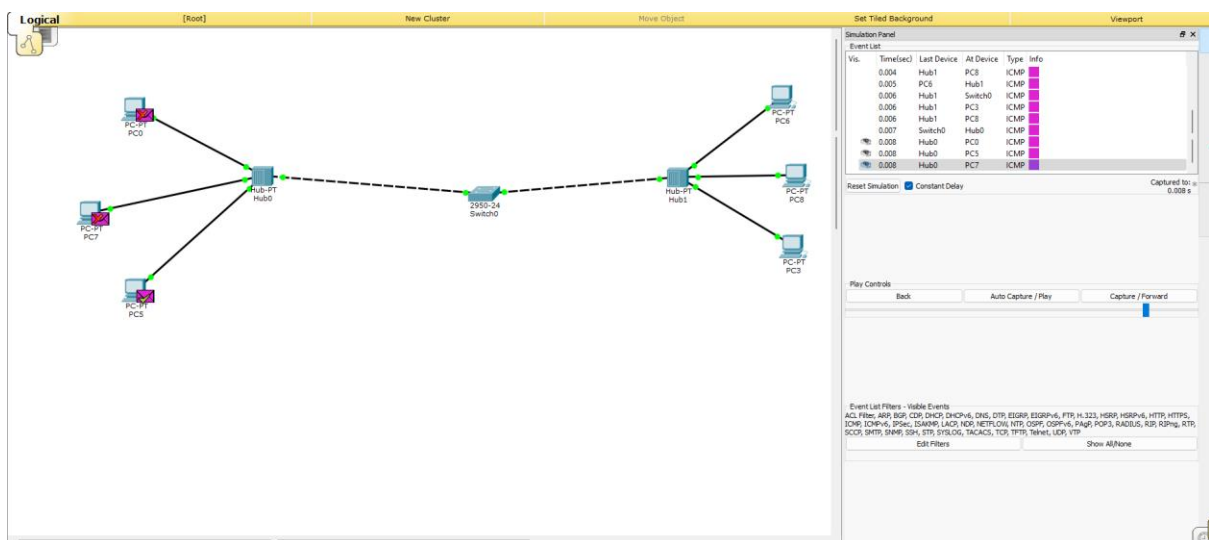 Logical [Root] New Cluster Move Object Set Tiled Background Viewport
PC-PT
PC0
PC-PT
PC7
PC-PT
PC5
Hub-PT
Hub0
2950-24
Switch0
Hub-PT
Hub1
PC-PT
PC6
PC-PT
PC8
PC-PT
PC3
Simulation Panel
Event List
Vis. Time(sec) Last Device At Device Type Info
0.004 Hub1 PC8 ICMP
0.005 PC6 Hub1 ICMP
0.006 Hub1 Switch0 ICMP
0.006 Hub1 PC3 ICMP
0.006 Hub1 PC8 ICMP
0.007 Switch0 Hub0 ICMP
0.008 Hub0 PC0 ICMP
0.008 Hub0 PC5 ICMP
0.008 Hub0 PC7 ICMP
Reset Simulation Constant Delay Captured to:
0.008 s
Play Controls
Back Auto Capture / Play Capture / Forward
Event List Filters - Visible Events
ACL Filter, ARP, BGP, CDP, DHCP, DHCPv6, DNS, DTP, EIGRP, EIGRPv6, FTP, H.323, HSRP, HSRPv6, HTTP, HTTPS,
ICMP, ICMPv6, IPSec, ISAKMP, LACP, NDP, NETFLOW, NTP, OSPF, OSPFv6, PAgP, POP3, RADIUS, RIP, RIPng, RTP,
SCCP, SMTP, SNMP, SSH, STP, SYSLOG, TACACS, TCP, TFTP, Telnet, UDP, VTP
Edit Filters Show All/None